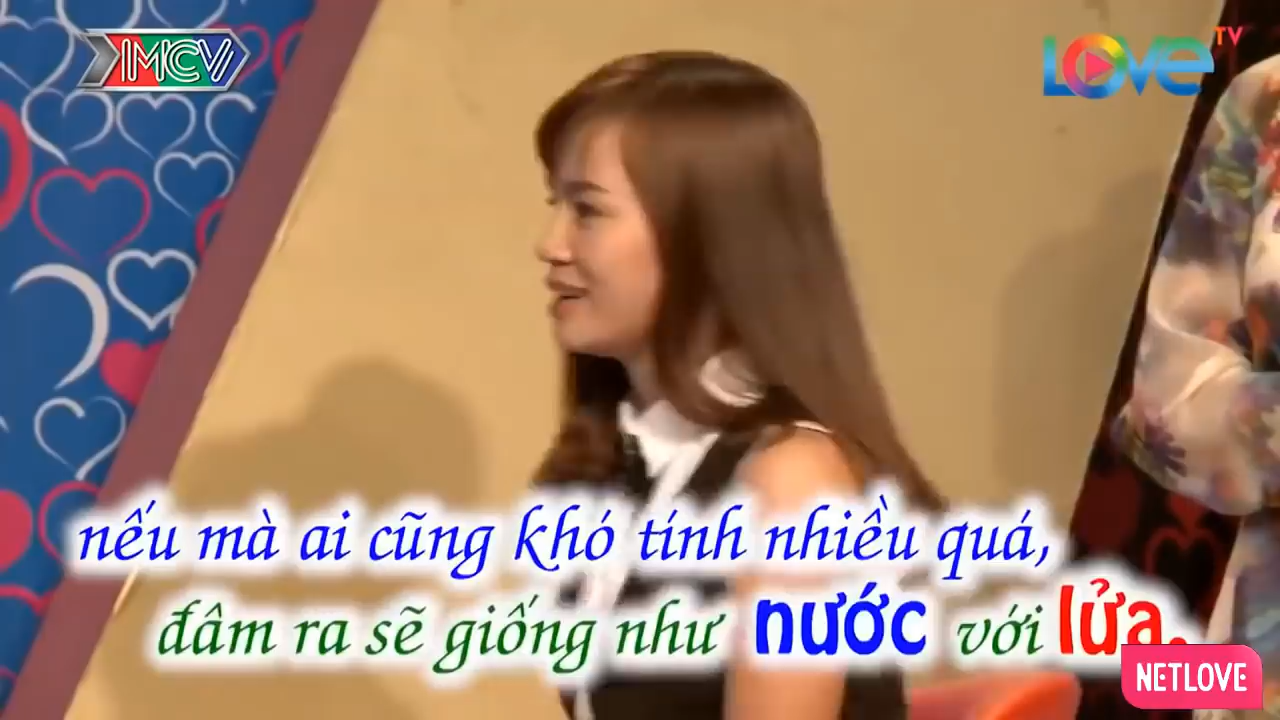 MCV
LOVE TV
nếu mà ai cũng khó tính nhiều quá,
đâm ra sẽ giống như nước với lửa.
NETLOVE